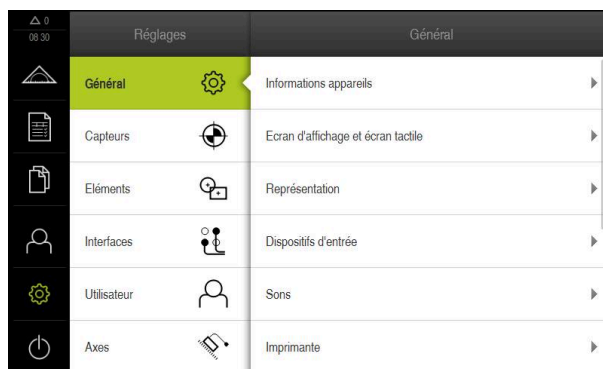 0
08 30
Réglages
Général
Général
Informations appareils
Capteurs
Ecran d'affichage et écran tactile
Eléments
Représentation
Interfaces
Dispositifs d'entrée
Utilisateur
Sons
Axes
Imprimante